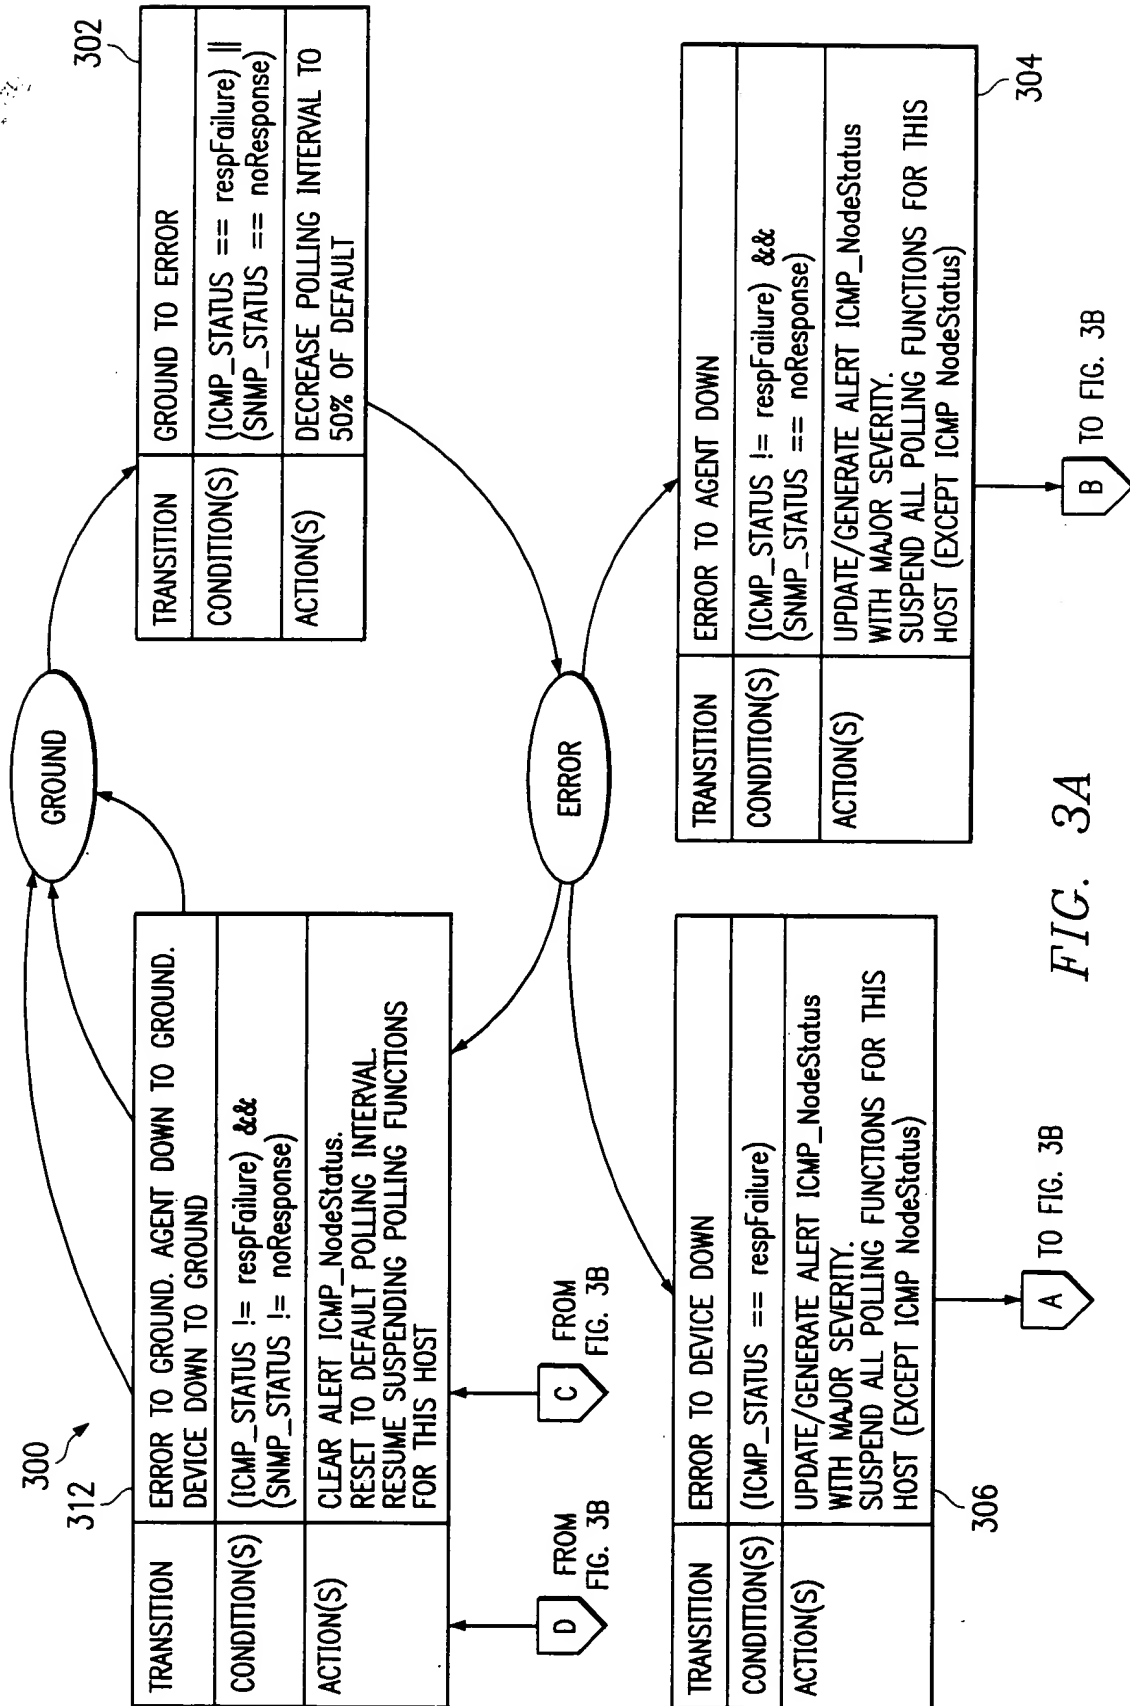 300
312
TRANSITION
ERROR TO GROUND. AGENT DOWN TO GROUND.
DEVICE DOWN TO GROUND
CONDITION(S)
(ICMP_STATUS != respFailure) &&
(SNMP_STATUS != noResponse)
ACTION(S)
CLEAR ALERT ICMP_NodeStatus.
RESET TO DEFAULT POLLING INTERVAL.
RESUME SUSPENDING POLLING FUNCTIONS
FOR THIS HOST
GROUND
302
TRANSITION
GROUND TO ERROR
CONDITION(S)
(ICMP_STATUS == respFailure) ||
(SNMP_STATUS == noResponse)
ACTION(S)
DECREASE POLLING INTERVAL TO
50% OF DEFAULT
D
FROM
FIG. 3B
C
FROM
FIG. 3B
ERROR
306
TRANSITION
ERROR TO DEVICE DOWN
CONDITION(S)
(ICMP_STATUS == respFailure)
ACTION(S)
UPDATE/GENERATE ALERT ICMP_NodeStatus
WITH MAJOR SEVERITY.
SUSPEND ALL POLLING FUNCTIONS FOR THIS
HOST (EXCEPT ICMP NodeStatus)
304
TRANSITION
ERROR TO AGENT DOWN
CONDITION(S)
(ICMP_STATUS != respFailure) &&
(SNMP_STATUS == noResponse)
ACTION(S)
UPDATE/GENERATE ALERT ICMP_NodeStatus
WITH MAJOR SEVERITY.
SUSPEND ALL POLLING FUNCTIONS FOR THIS
HOST (EXCEPT ICMP NodeStatus)
A
TO FIG. 3B
B
TO FIG. 3B
FIG. 3A